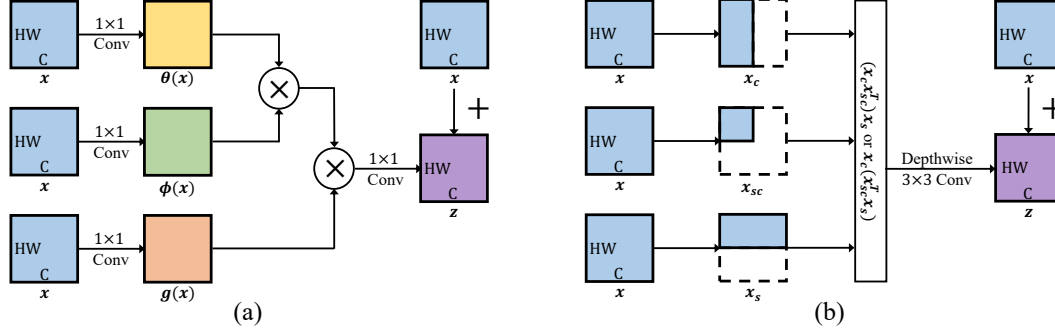 HW
C
x
1×1
Conv
θ(x)
HW
C
x
1×1
Conv
ϕ(x)
HW
C
x
1×1
Conv
g(x)
×
×
HW
C
x
+
1×1
Conv
HW
C
z
(a)
HW
C
x
x_c
HW
C
x
x_sc
HW
C
x
x_s
(x_c x_sc^T)x_s or x_c(x_sc^T x_s)
Depthwise
3×3 Conv
HW
C
x
+
HW
C
z
(b)